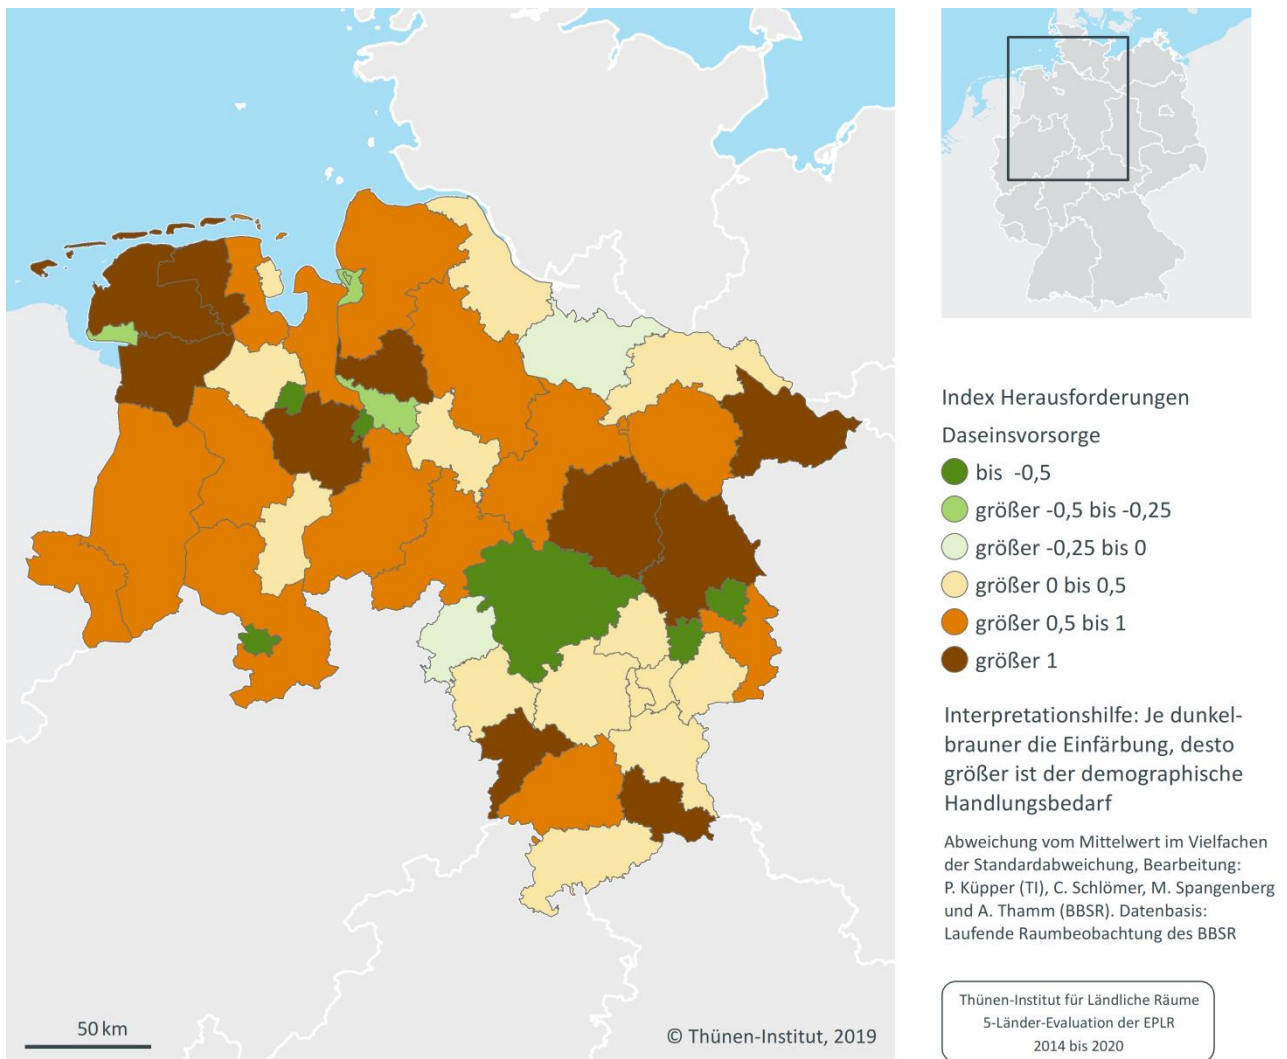 Index Herausforderungen
Daseinsvorsorge
bis -0,5
größer -0,5 bis -0,25
größer -0,25 bis 0
größer 0 bis 0,5
größer 0,5 bis 1
größer 1
Interpretationshilfe: Je dunkel-
brauner die Einfärbung, desto
größer ist der demographische
Handlungsbedarf
Abweichung vom Mittelwert im Vielfachen
der Standardabweichung, Bearbeitung:
P. Küpper (TI), C. Schlömer, M. Spangenberg
und A. Thamm (BBSR). Datenbasis:
Laufende Raumbeobachtung des BBSR
Thünen-Institut für Ländliche Räume
5-Länder-Evaluation der EPLR
2014 bis 2020
50 km
© Thünen-Institut, 2019